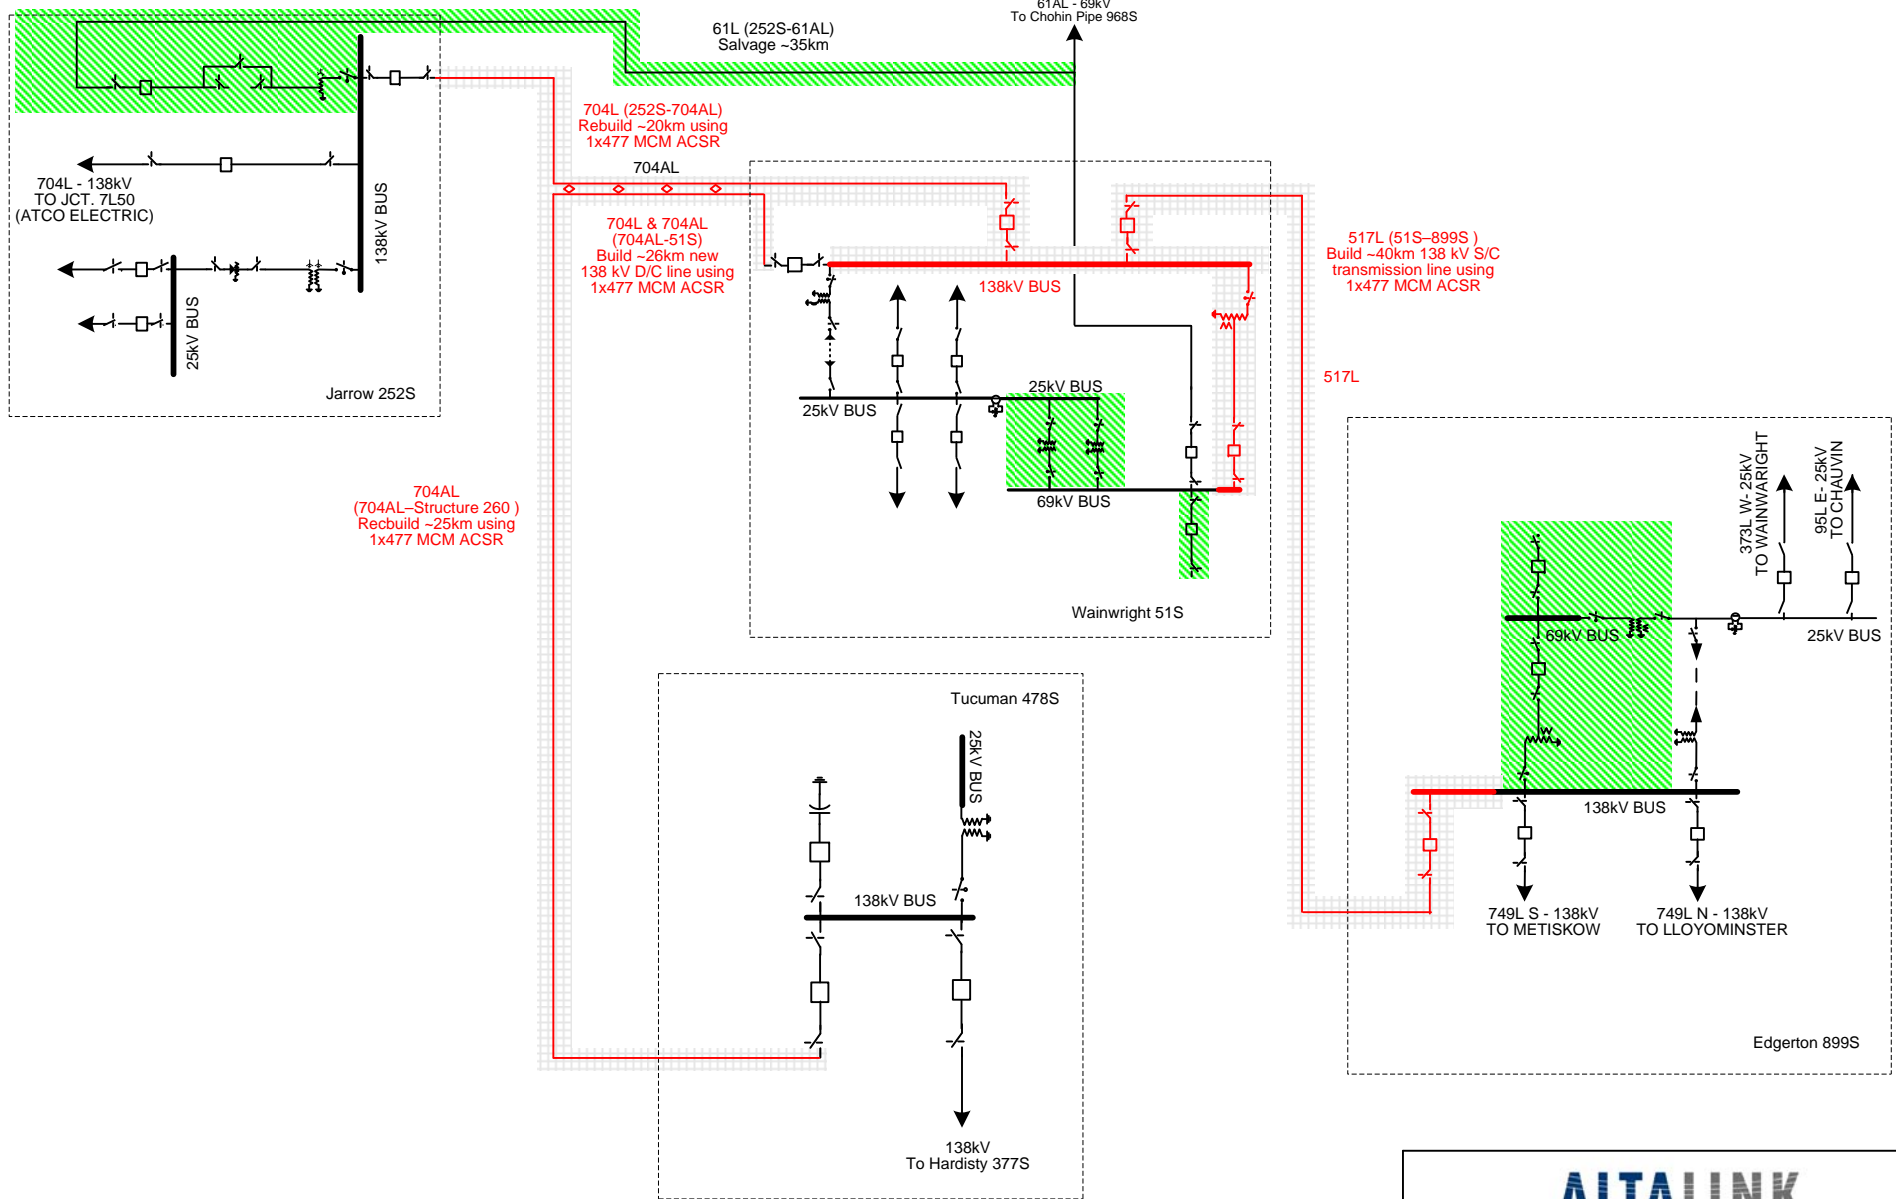 61AL - 69kV
To Chohin Pipe 968S
61L (252S-61AL)
Salvage ~35km
704L (252S-704AL)
Rebuild ~20km using
1x477 MCM ACSR
704AL
704L - 138kV
TO JCT. 7L50
(ATCO ELECTRIC)
138kV BUS
25kV BUS
Jarrow 252S
704L & 704AL
(704AL-51S)
Build ~26km new
138 kV D/C line using
1x477 MCM ACSR
138kV BUS
517L (51S–899S )
Build ~40km 138 kV S/C
transmission line using
1x477 MCM ACSR
517L
25kV BUS
25kV BUS
69kV BUS
Wainwright 51S
704AL
(704AL–Structure 260 )
Recbuild ~25km using
1x477 MCM ACSR
373L W- 25kV
TO WAINWARIGHT
95L E- 25kV
TO CHAUVIN
69kV BUS
25kV BUS
138kV BUS
749L S - 138kV
TO METISKOW
749L N - 138kV
TO LLOYOMINSTER
Edgerton 899S
Tucuman 478S
25kV BUS
138kV BUS
138kV
To Hardisty 377S
ALTALINK